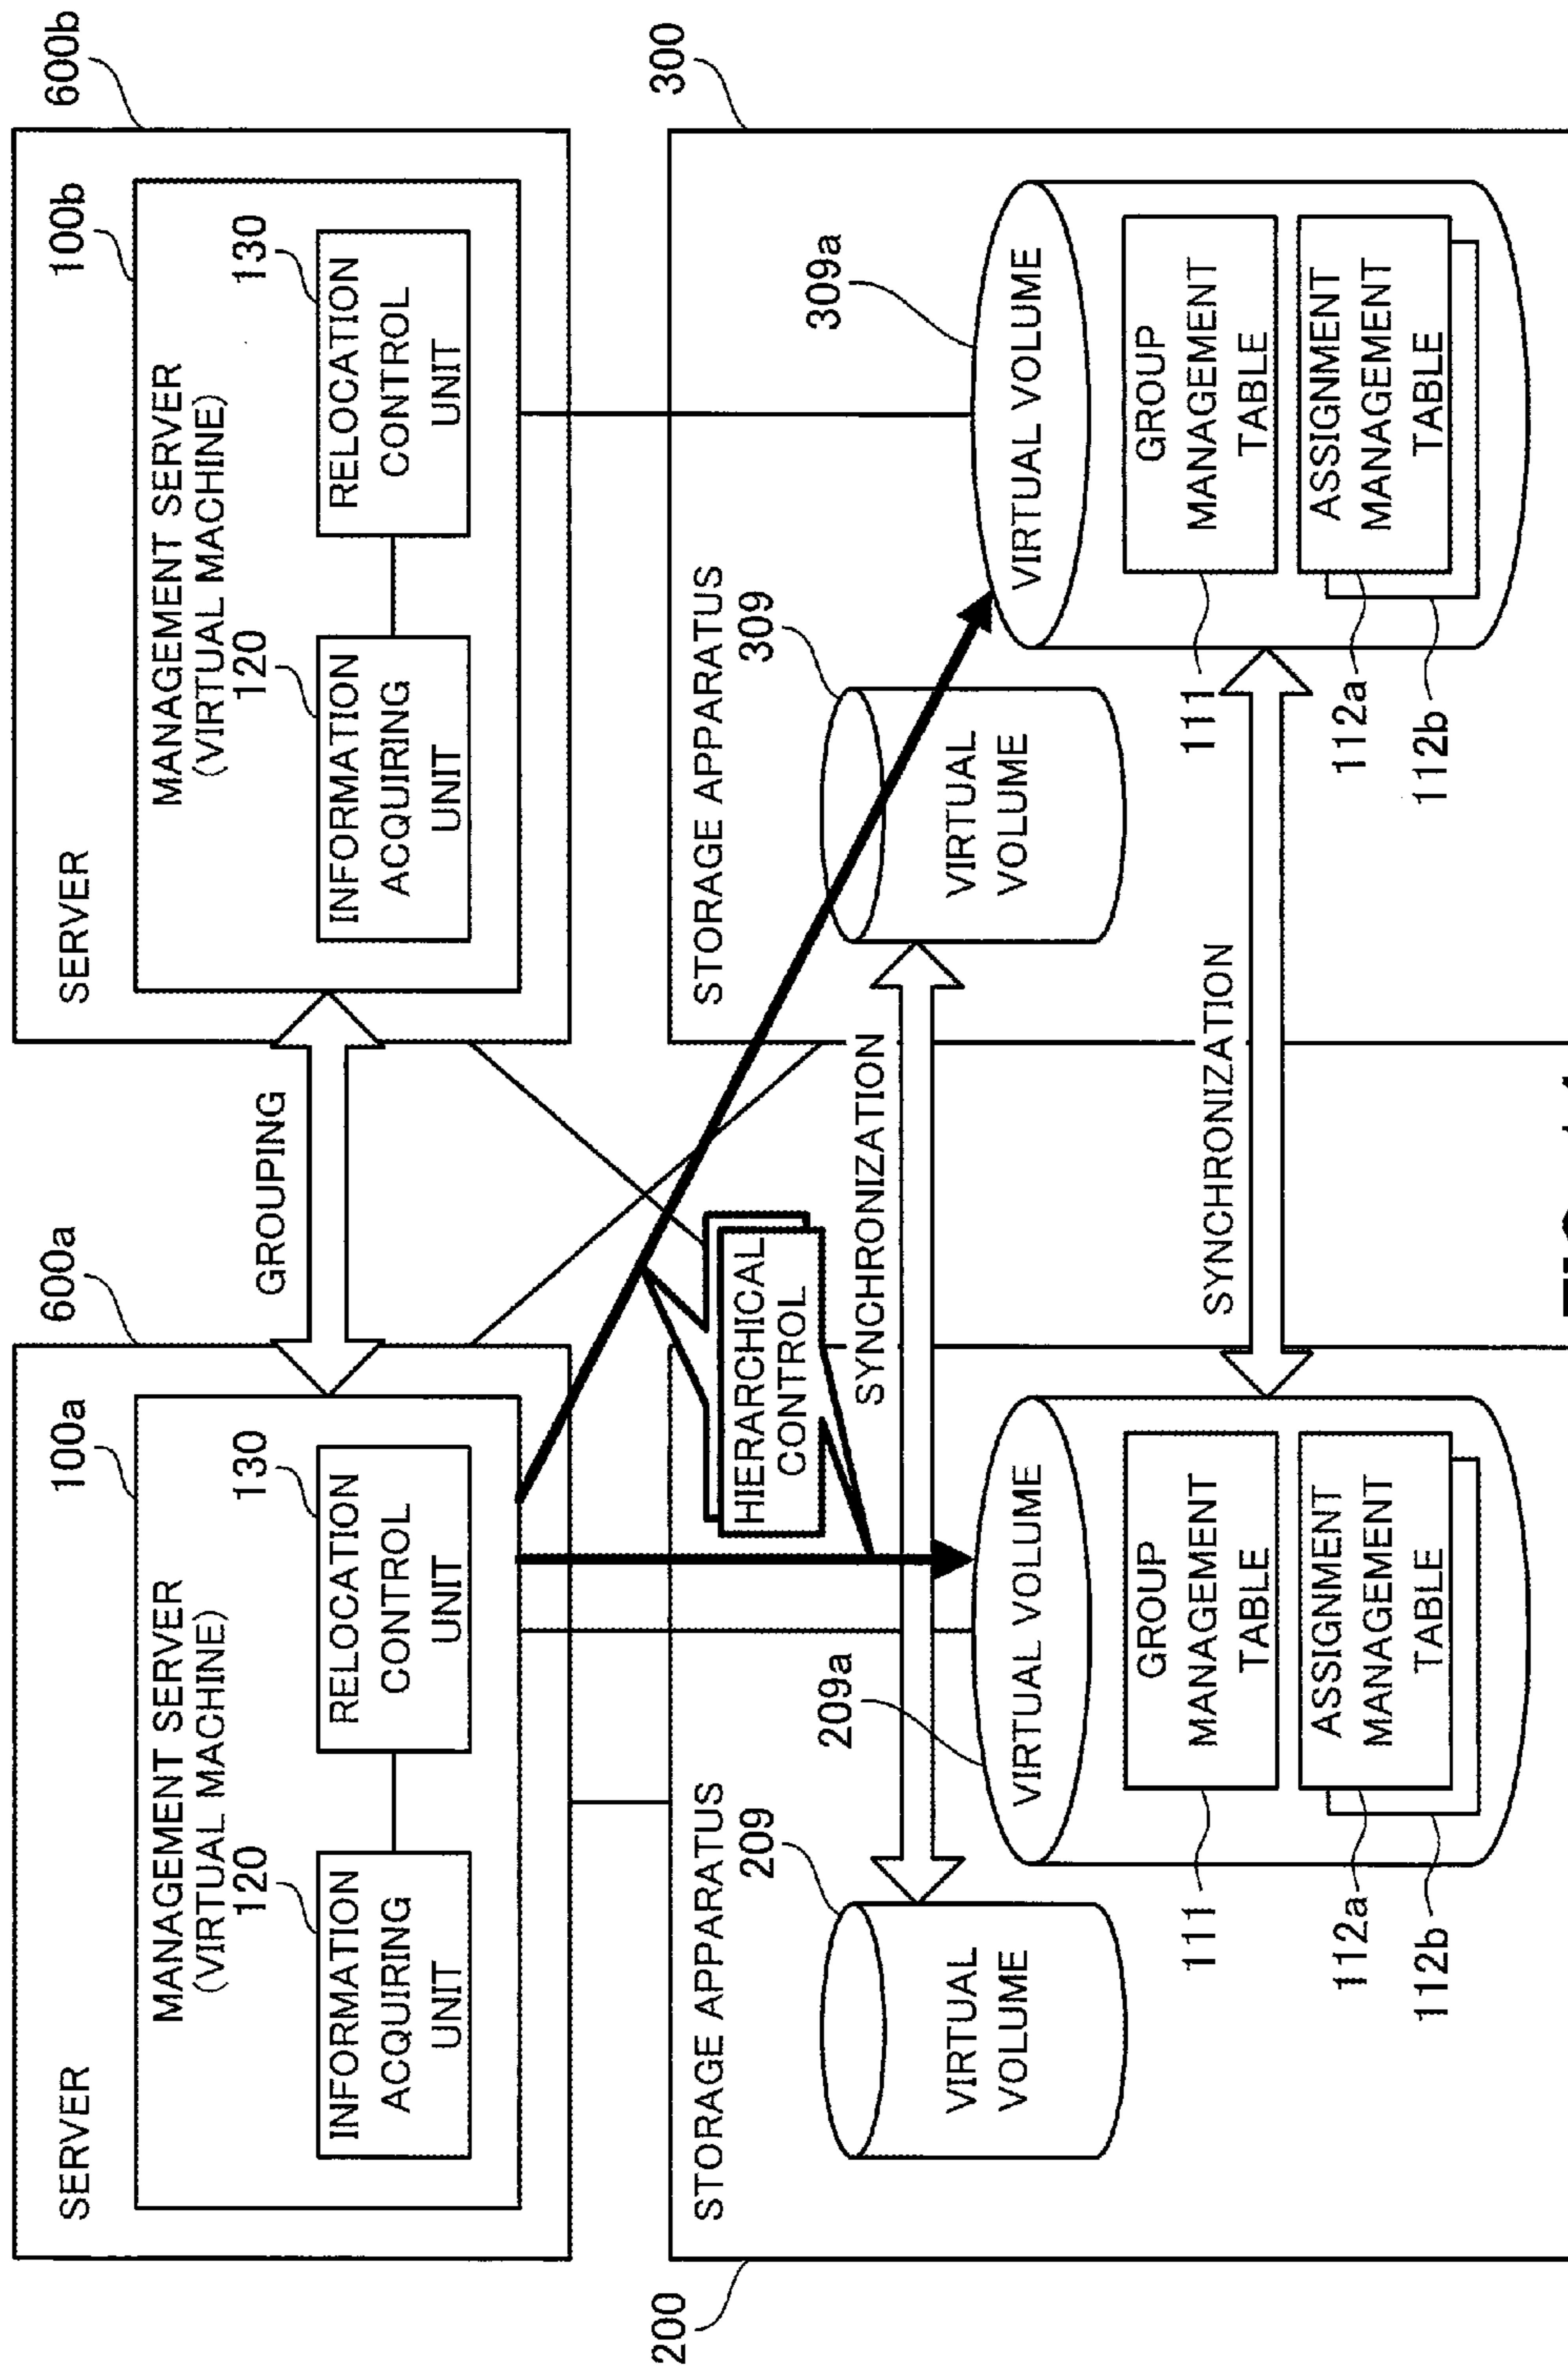 600a
SERVER
100a
MANAGEMENT SERVER
(VIRTUAL MACHINE)
120
130
INFORMATION
ACQUIRING
UNIT
RELOCATION
CONTROL
UNIT
GROUPING
600b
SERVER
100b
MANAGEMENT SERVER
(VIRTUAL MACHINE)
120
130
INFORMATION
ACQUIRING
UNIT
RELOCATION
CONTROL
UNIT
HIERARCHICAL
CONTROL
200
STORAGE APPARATUS
209
VIRTUAL
VOLUME
209a
VIRTUAL VOLUME
GROUP
MANAGEMENT
TABLE
111
ASSIGNMENT
MANAGEMENT
TABLE
112a
112b
SYNCHRONIZATION
SYNCHRONIZATION
300
STORAGE APPARATUS
309
VIRTUAL
VOLUME
309a
VIRTUAL VOLUME
GROUP
MANAGEMENT
TABLE
111
ASSIGNMENT
MANAGEMENT
TABLE
112a
112b